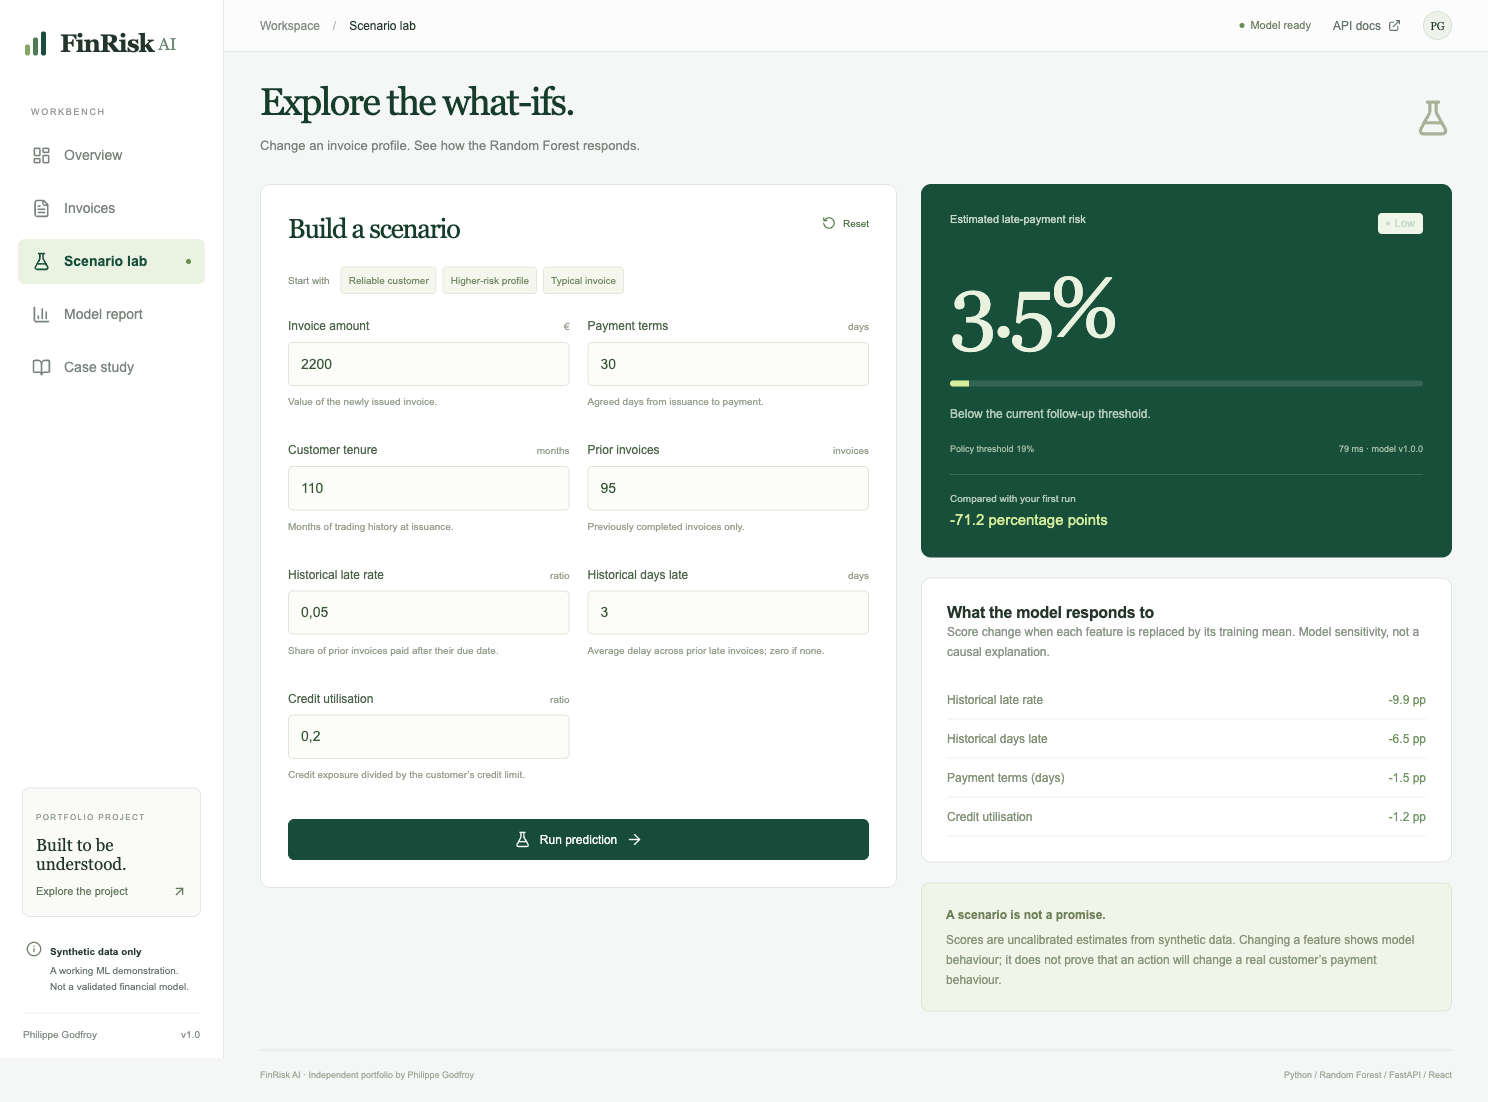 FinRisk AI
WORKBENCH
Overview
Invoices
Scenario lab
Model report
Case study
PORTFOLIO PROJECT
Built to be
understood.
Explore the project
Synthetic data only
A working ML demonstration.
Not a validated financial model.
Philippe Godfroy v1.0
Workspace / Scenario lab
Model ready API docs PG
Explore the what-ifs.
Change an invoice profile. See how the Random Forest responds.
Build a scenario
Reset
Start with Reliable customer Higher-risk profile Typical invoice
Invoice amount € Payment terms days
2200 30
Value of the newly issued invoice. Agreed days from issuance to payment.
Customer tenure months Prior invoices invoices
110 95
Months of trading history at issuance. Previously completed invoices only.
Historical late rate ratio Historical days late days
0,05 3
Share of prior invoices paid after their due date. Average delay across prior late invoices; zero if none.
Credit utilisation ratio
0,2
Credit exposure divided by the customer's credit limit.
Run prediction →
Estimated late-payment risk
Low
3.5%
Below the current follow-up threshold.
Policy threshold 19% 79 ms · model v1.0.0
Compared with your first run
-71.2 percentage points
What the model responds to
Score change when each feature is replaced by its training mean. Model sensitivity, not a
causal explanation.
Historical late rate -9.9 pp
Historical days late -6.5 pp
Payment terms (days) -1.5 pp
Credit utilisation -1.2 pp
A scenario is not a promise.
Scores are uncalibrated estimates from synthetic data. Changing a feature shows model
behaviour; it does not prove that an action will change a real customer's payment
behaviour.
FinRisk AI · Independent portfolio by Philippe Godfroy Python / Random Forest / FastAPI / React